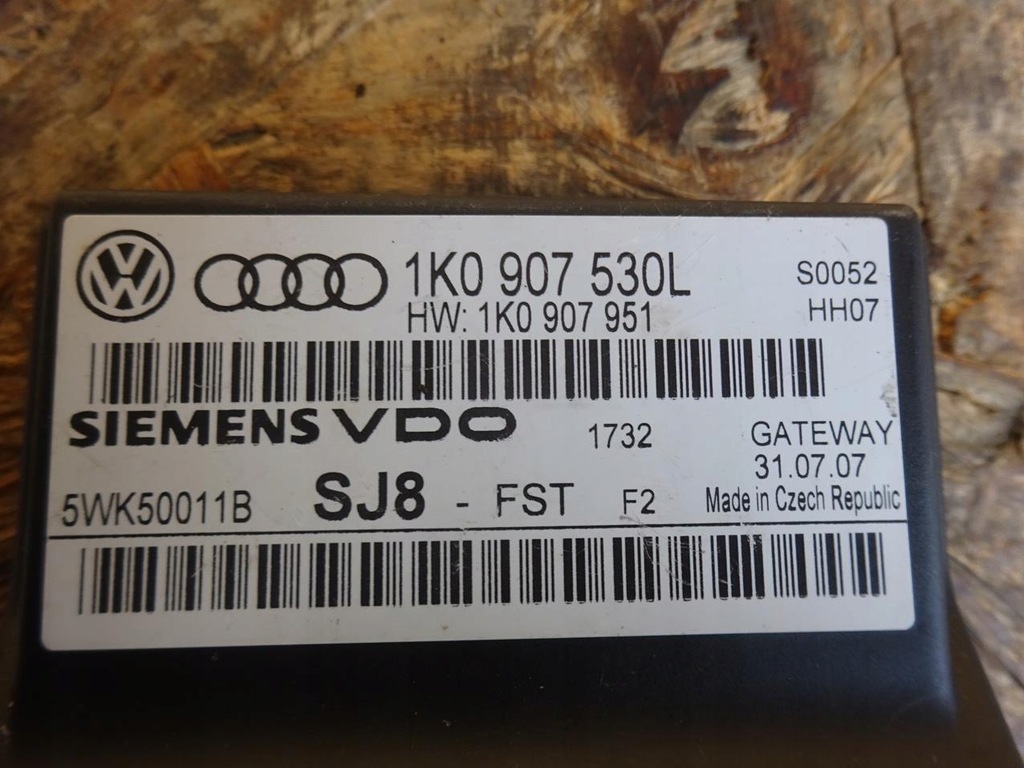 1K0 907 530L S0052
HW: 1K0 907 951 HH07
SIEMENS VDO 1732 GATEWAY
31.07.07
5WK50011B SJ8 - FST F2 Made in Czech Republic